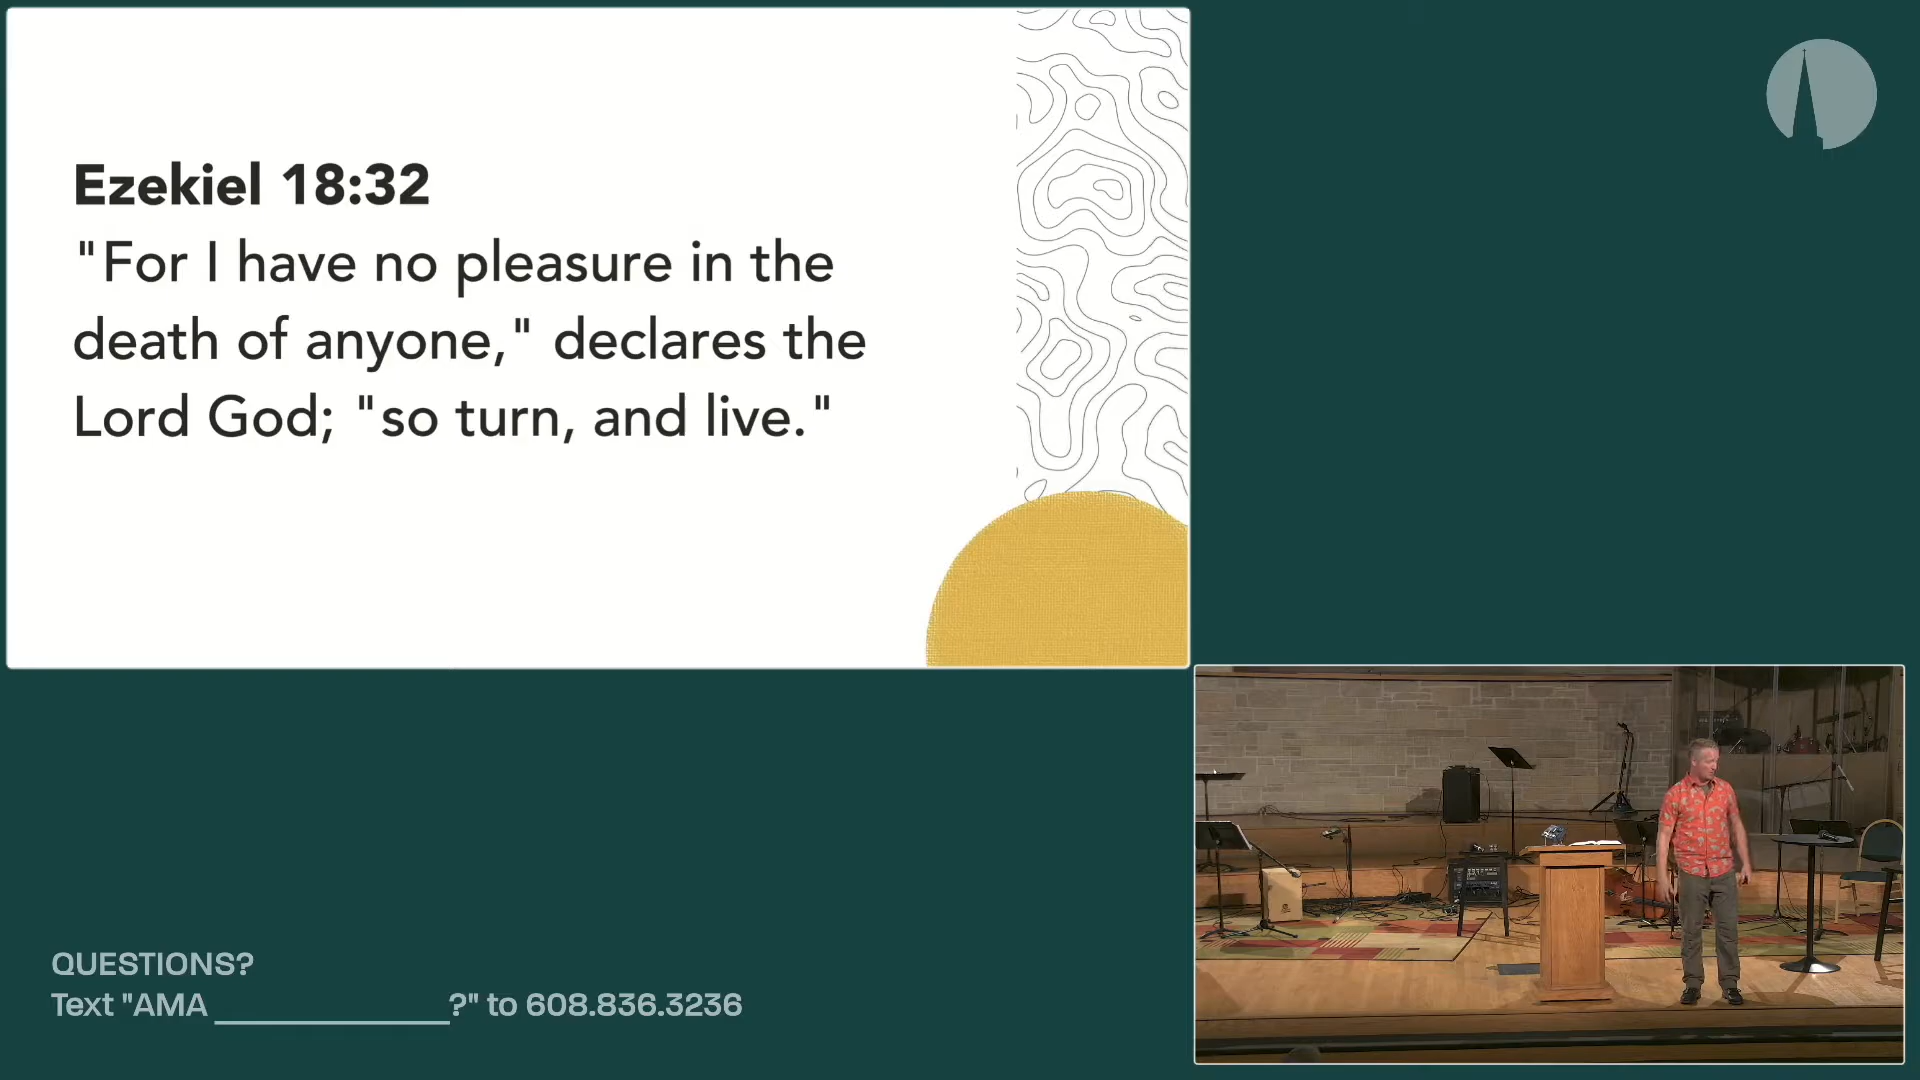 Ezekiel 18:32
"For I have no pleasure in the
death of anyone," declares the
Lord God; "so turn, and live."
QUESTIONS?
Text "AMA ______________?" to 608.836.3236